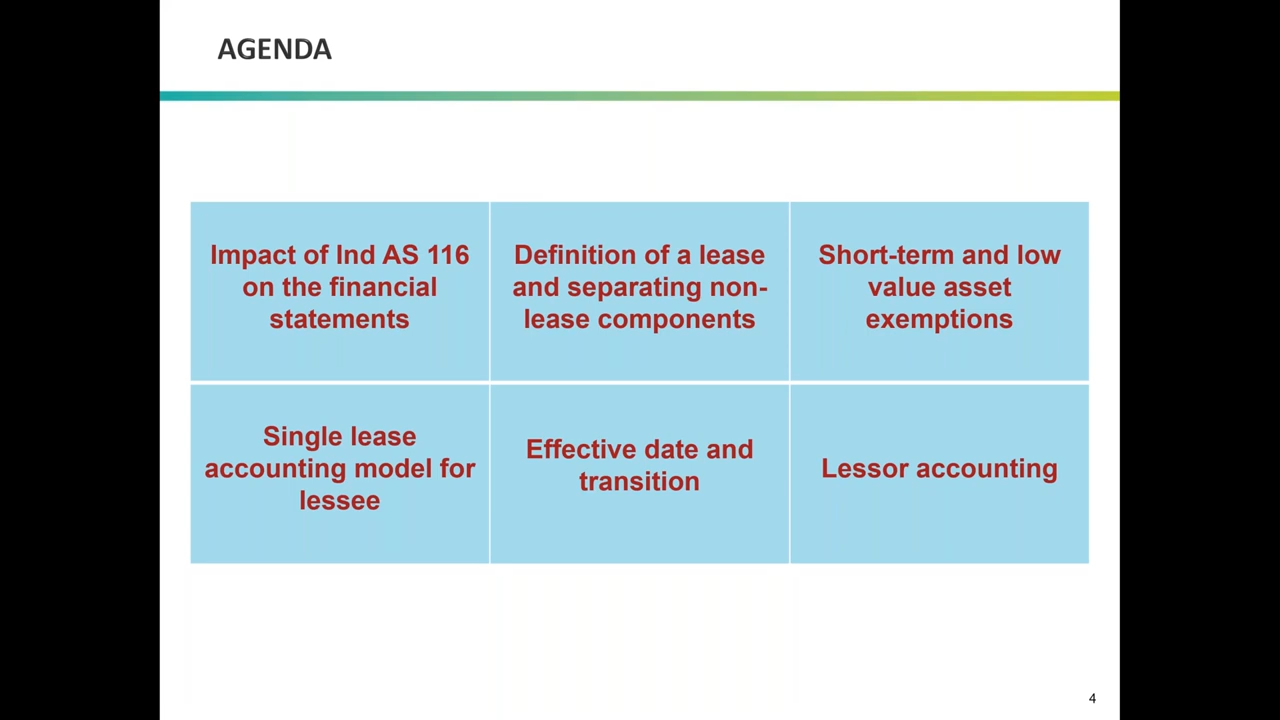 AGENDA
Impact of Ind AS 116
on the financial
statements
Definition of a lease
and separating non-
lease components
Short-term and low
value asset
exemptions
Single lease
accounting model for
lessee
Effective date and
transition
Lessor accounting
4